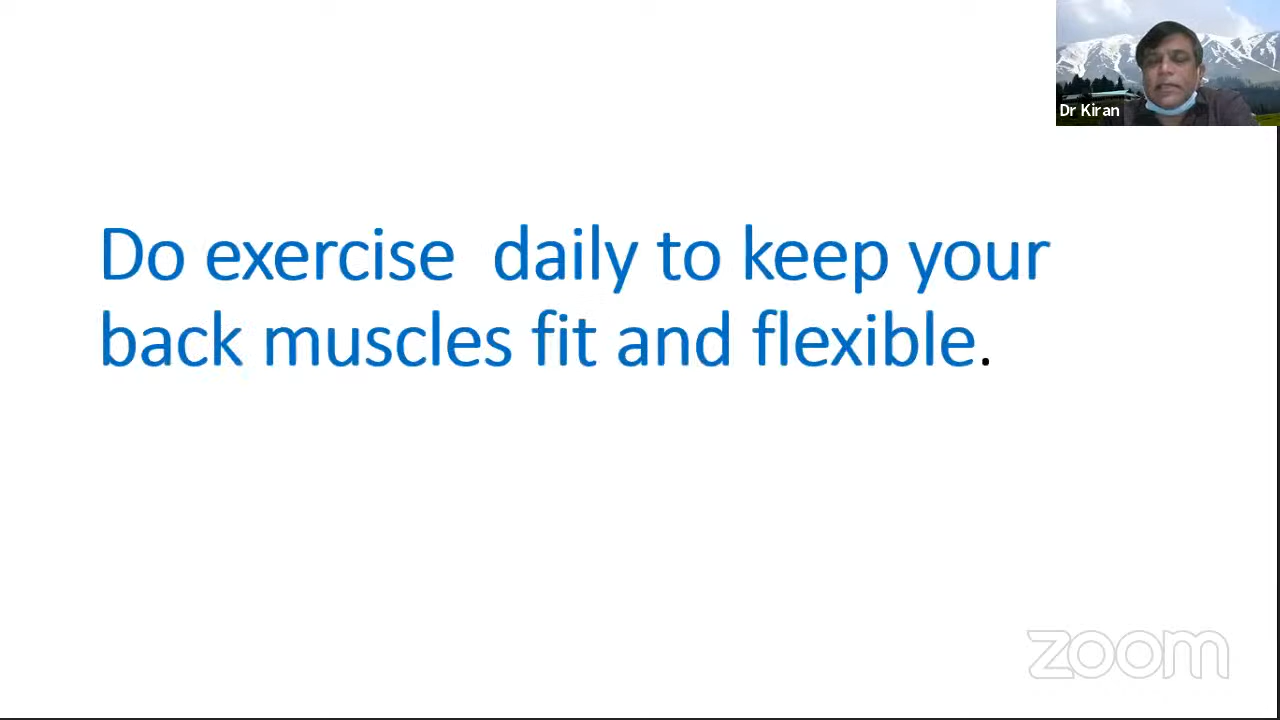 Dr Kiran
Do exercise  daily to keep your
back muscles fit and flexible.
zoom